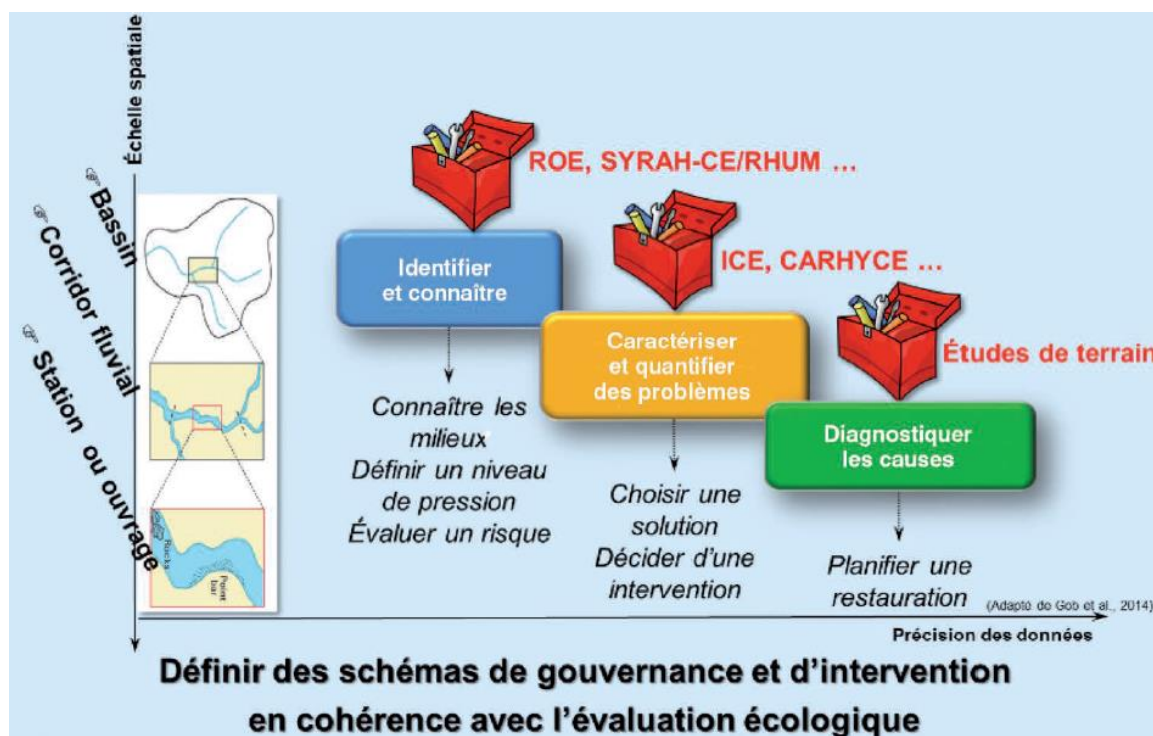 Échelle spatiale
☞ Bassin
☞ Corridor fluvial
☞ Station ou ouvrage
Rocks
Point
bar
ROE, SYRAH-CE/RHUM ...
Identifier
et connaître
Connaître les
milieux
Définir un niveau
de pression
Évaluer un risque
ICE, CARHYCE ...
Caractériser
et quantifier
des problèmes
Choisir une
solution
Décider d’une
intervention
Études de terrain
Diagnostiquer
les causes
Planifier une
restauration
(Adapté de Gob et al., 2014)
Précision des données
Définir des schémas de gouvernance et d’intervention
en cohérence avec l’évaluation écologique